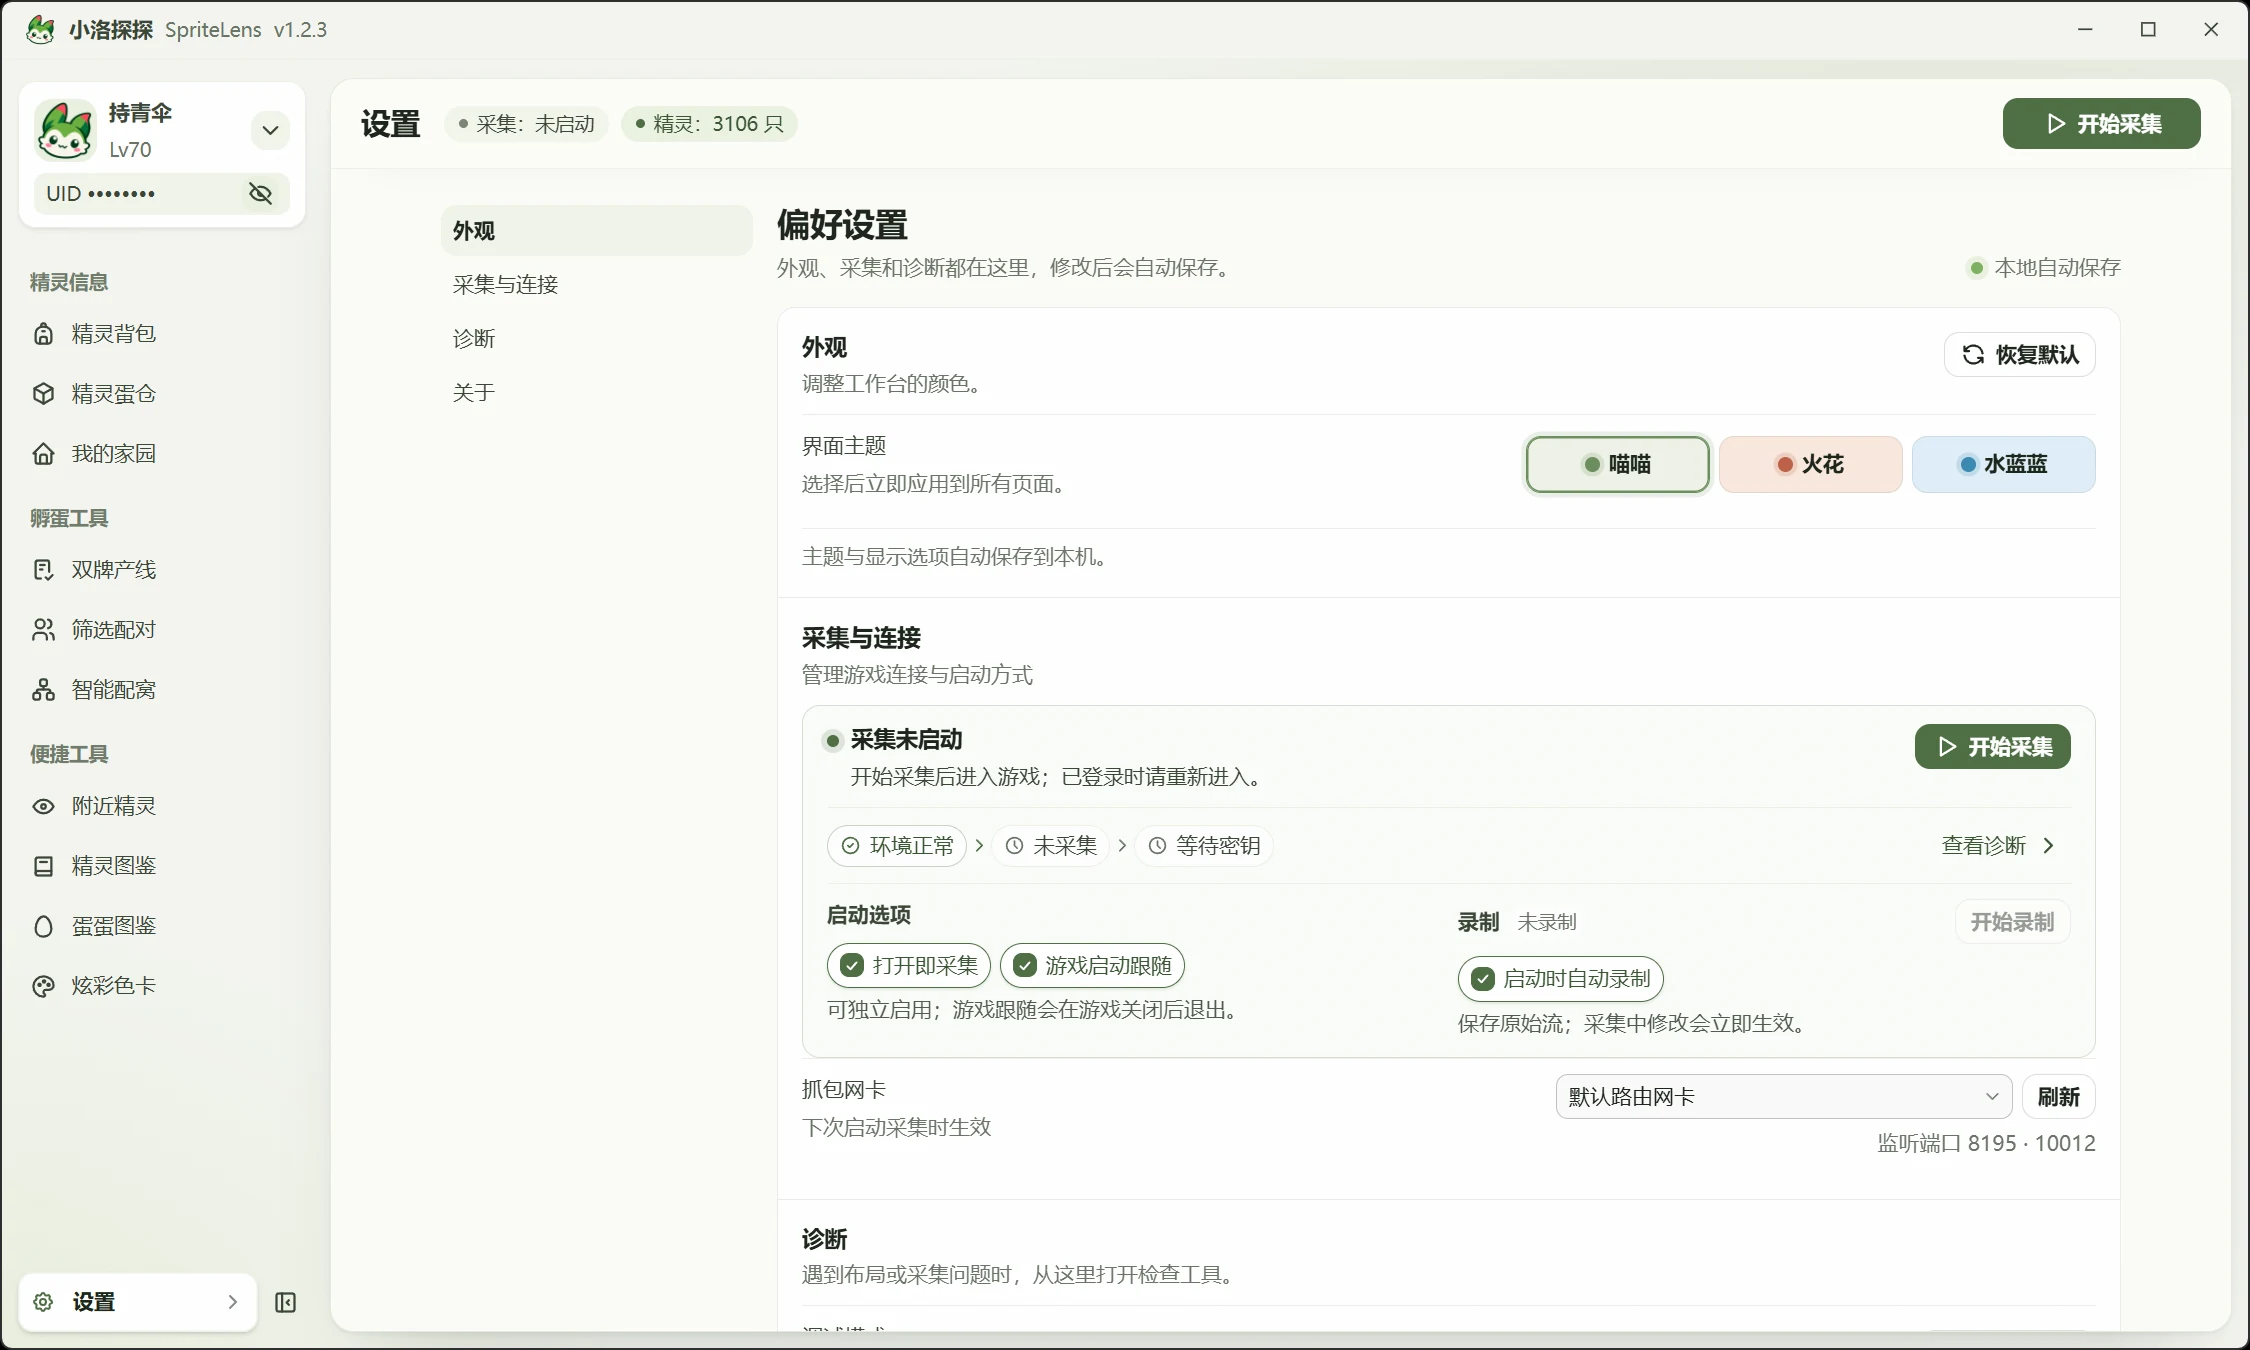 小洛探探 SpriteLens v1.2.3
持青伞
Lv70
UID ••••••••
精灵信息
精灵背包
精灵蛋仓
我的家园
孵蛋工具
双牌产线
筛选配对
智能配窝
便捷工具
附近精灵
精灵图鉴
蛋蛋图鉴
炫彩色卡
设置
设置
采集：未启动
精灵：3106 只
开始采集
外观
采集与连接
诊断
关于
偏好设置
外观、采集和诊断都在这里，修改后会自动保存。
本地自动保存
外观
调整工作台的颜色。
恢复默认
界面主题
选择后立即应用到所有页面。
喵喵
火花
水蓝蓝
主题与显示选项自动保存到本机。
采集与连接
管理游戏连接与启动方式
采集未启动
开始采集后进入游戏；已登录时请重新进入。
开始采集
环境正常
未采集
等待密钥
查看诊断
启动选项
打开即采集
游戏启动跟随
可独立启用；游戏跟随会在游戏关闭后退出。
录制 未录制
开始录制
启动时自动录制
保存原始流；采集中修改会立即生效。
抓包网卡
下次启动采集时生效
默认路由网卡
刷新
监听端口 8195 · 10012
诊断
遇到布局或采集问题时，从这里打开检查工具。